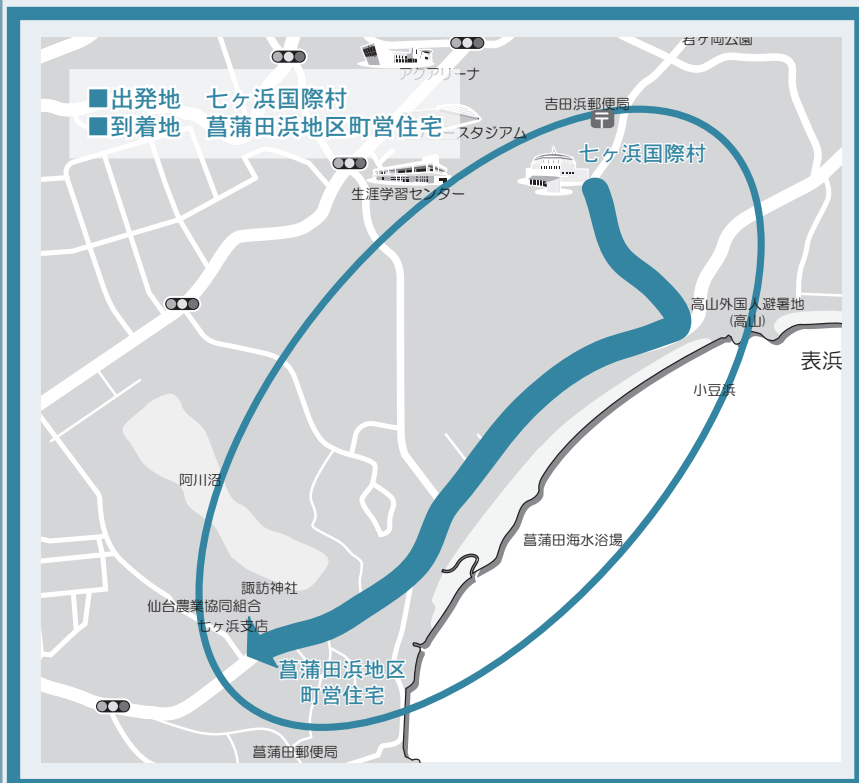 君ヶ岡公園
アクアリーナ
■出発地 七ヶ浜国際村
■到着地 菖蒲田浜地区町営住宅
吉田浜郵便局
スタジアム
七ヶ浜国際村
生涯学習センター
高山外国人避暑地
(高山)
表浜
小豆浜
阿川沼
菖蒲田海水浴場
諏訪神社
仙台農業協同組合
七ヶ浜支店
菖蒲田浜地区
町営住宅
菖蒲田郵便局